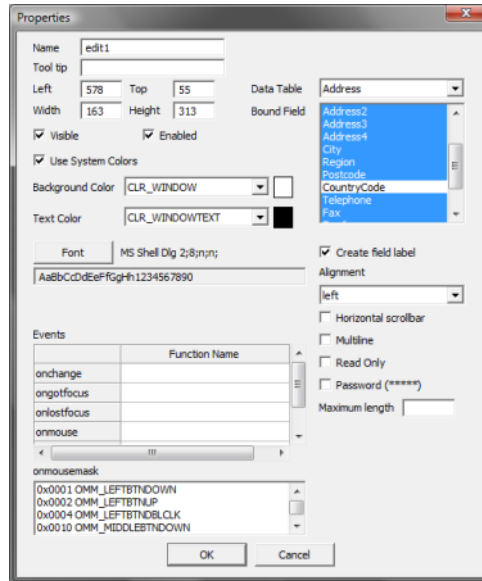 Properties
Name edit1
Tool tip
Left 578 Top 55 Data Table Address
Width 163 Height 313 Bound Field Address2
Address3
Address4
City
Region
Postcode
CountryCode
Telephone
Fax
Visible Enabled
Use System Colors
Background Color CLR_WINDOW
Text Color CLR_WINDOWTEXT
Font MS Shell Dlg 2;8;n;n;
AaBbCcDdEeFfGgHh1234567890
Create field label
Alignment
left
Horizontal scrollbar
Multiline
Read Only
Password (*****)
Maximum length
Events
Function Name
onchange
ongotfocus
onlostfocus
onmouse
onmousemask
0x0001 OMM_LEFTBTNDOWN
0x0002 OMM_LEFTBTNUP
0x0004 OMM_LEFTBTNDBLCLK
0x0010 OMM_MIDDLEBTNDOWN
OK Cancel